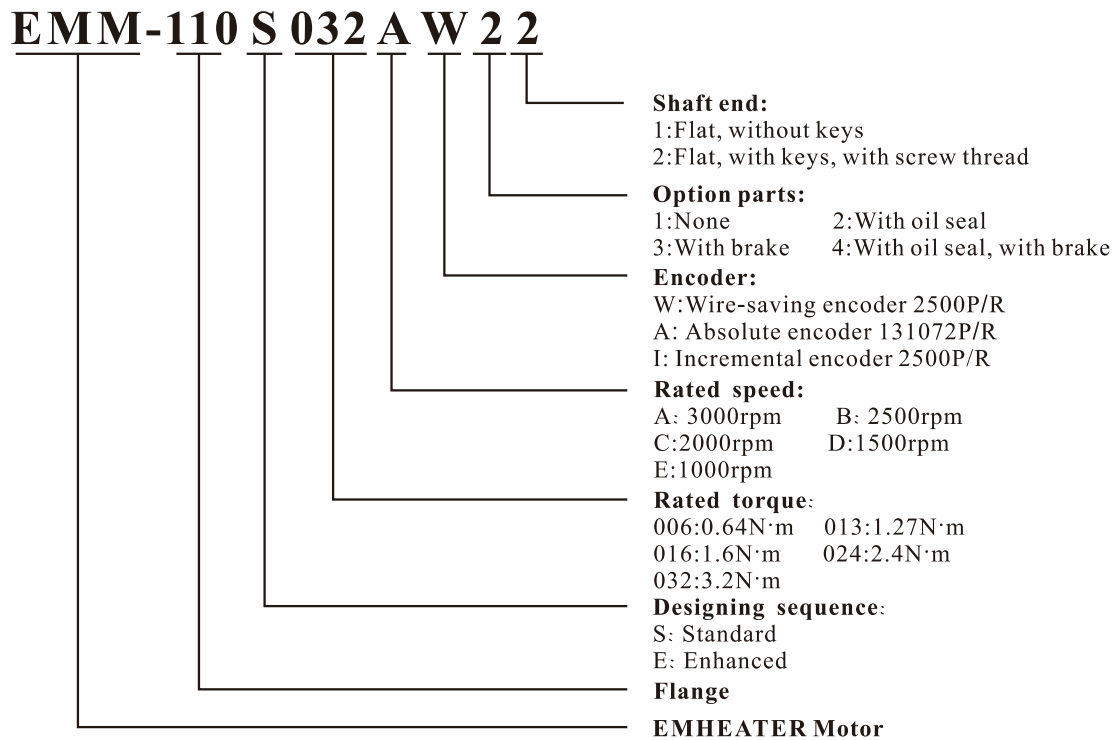 EMM-110 S 032 A W 2 2
Shaft end:
1:Flat, without keys
2:Flat, with keys, with screw thread
Option parts:
1:None 2:With oil seal
3:With brake 4:With oil seal, with brake
Encoder:
W:Wire-saving encoder 2500P/R
A: Absolute encoder 131072P/R
I: Incremental encoder 2500P/R
Rated speed:
A: 3000rpm B: 2500rpm
C:2000rpm D:1500rpm
E:1000rpm
Rated torque:
006:0.64N·m 013:1.27N·m
016:1.6N·m 024:2.4N·m
032:3.2N·m
Designing sequence:
S: Standard
E: Enhanced
Flange
EMHEATER Motor